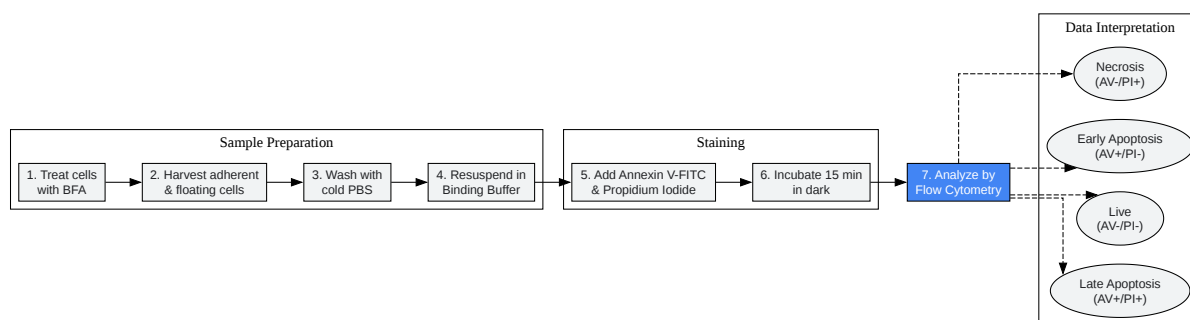 Data Interpretation
Necrosis
(AV-/PI+)
Sample Preparation
Staining
Early Apoptosis
(AV+/PI-)
1. Treat cells
with BFA
2. Harvest adherent
& floating cells
3. Wash with
cold PBS
4. Resuspend in
Binding Buffer
5. Add Annexin V-FITC
& Propidium Iodide
6. Incubate 15 min
in dark
7. Analyze by
Flow Cytometry
Live
(AV-/PI-)
Late Apoptosis
(AV+/PI+)